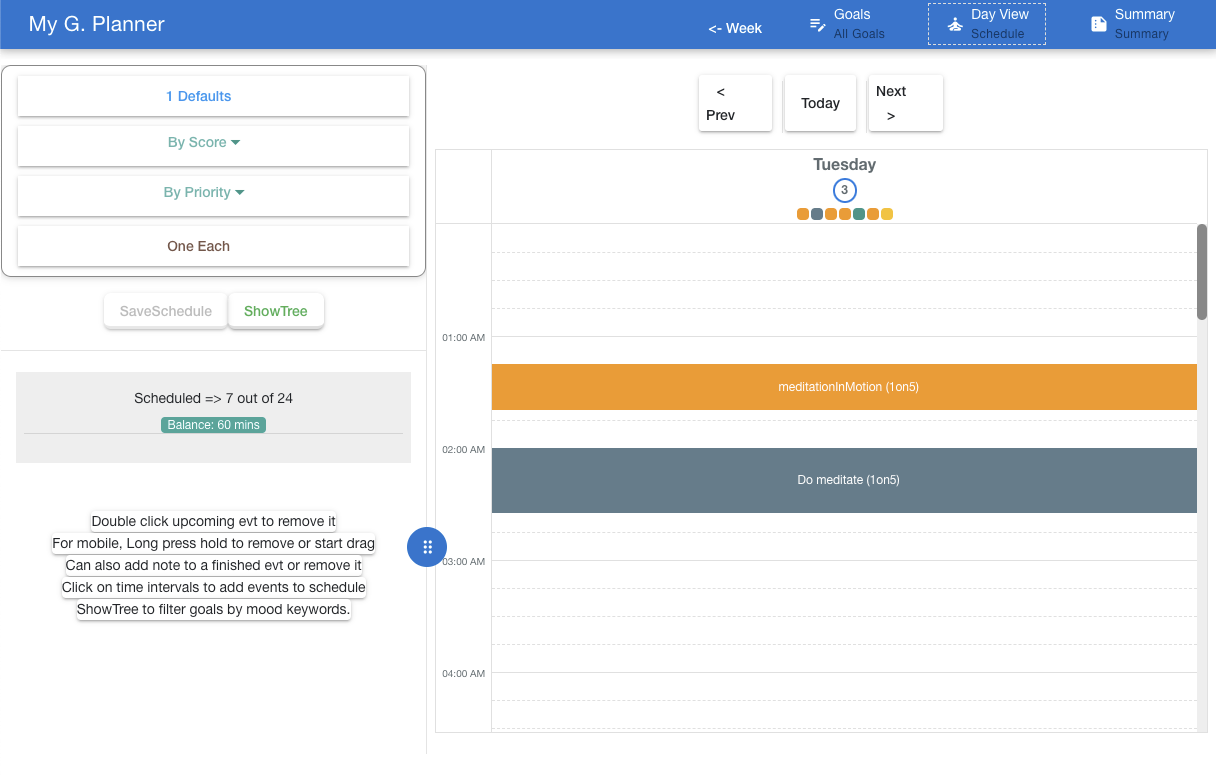 My G. Planner
<- Week
Goals
All Goals
Day View
Schedule
Summary
Summary
1 Defaults
By Score
By Priority
One Each
SaveSchedule
ShowTree
Scheduled => 7 out of 24
Balance: 60 mins
Double click upcoming evt to remove it
For mobile, Long press hold to remove or start drag
Can also add note to a finished evt or remove it
Click on time intervals to add events to schedule
ShowTree to filter goals by mood keywords.
<
Prev
Today
Next
>
Tuesday
3
01:00 AM
meditationInMotion (1on5)
02:00 AM
Do meditate (1on5)
03:00 AM
04:00 AM